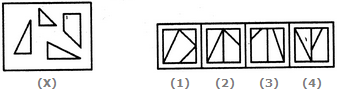 (X) (1) (2) (3) (4)